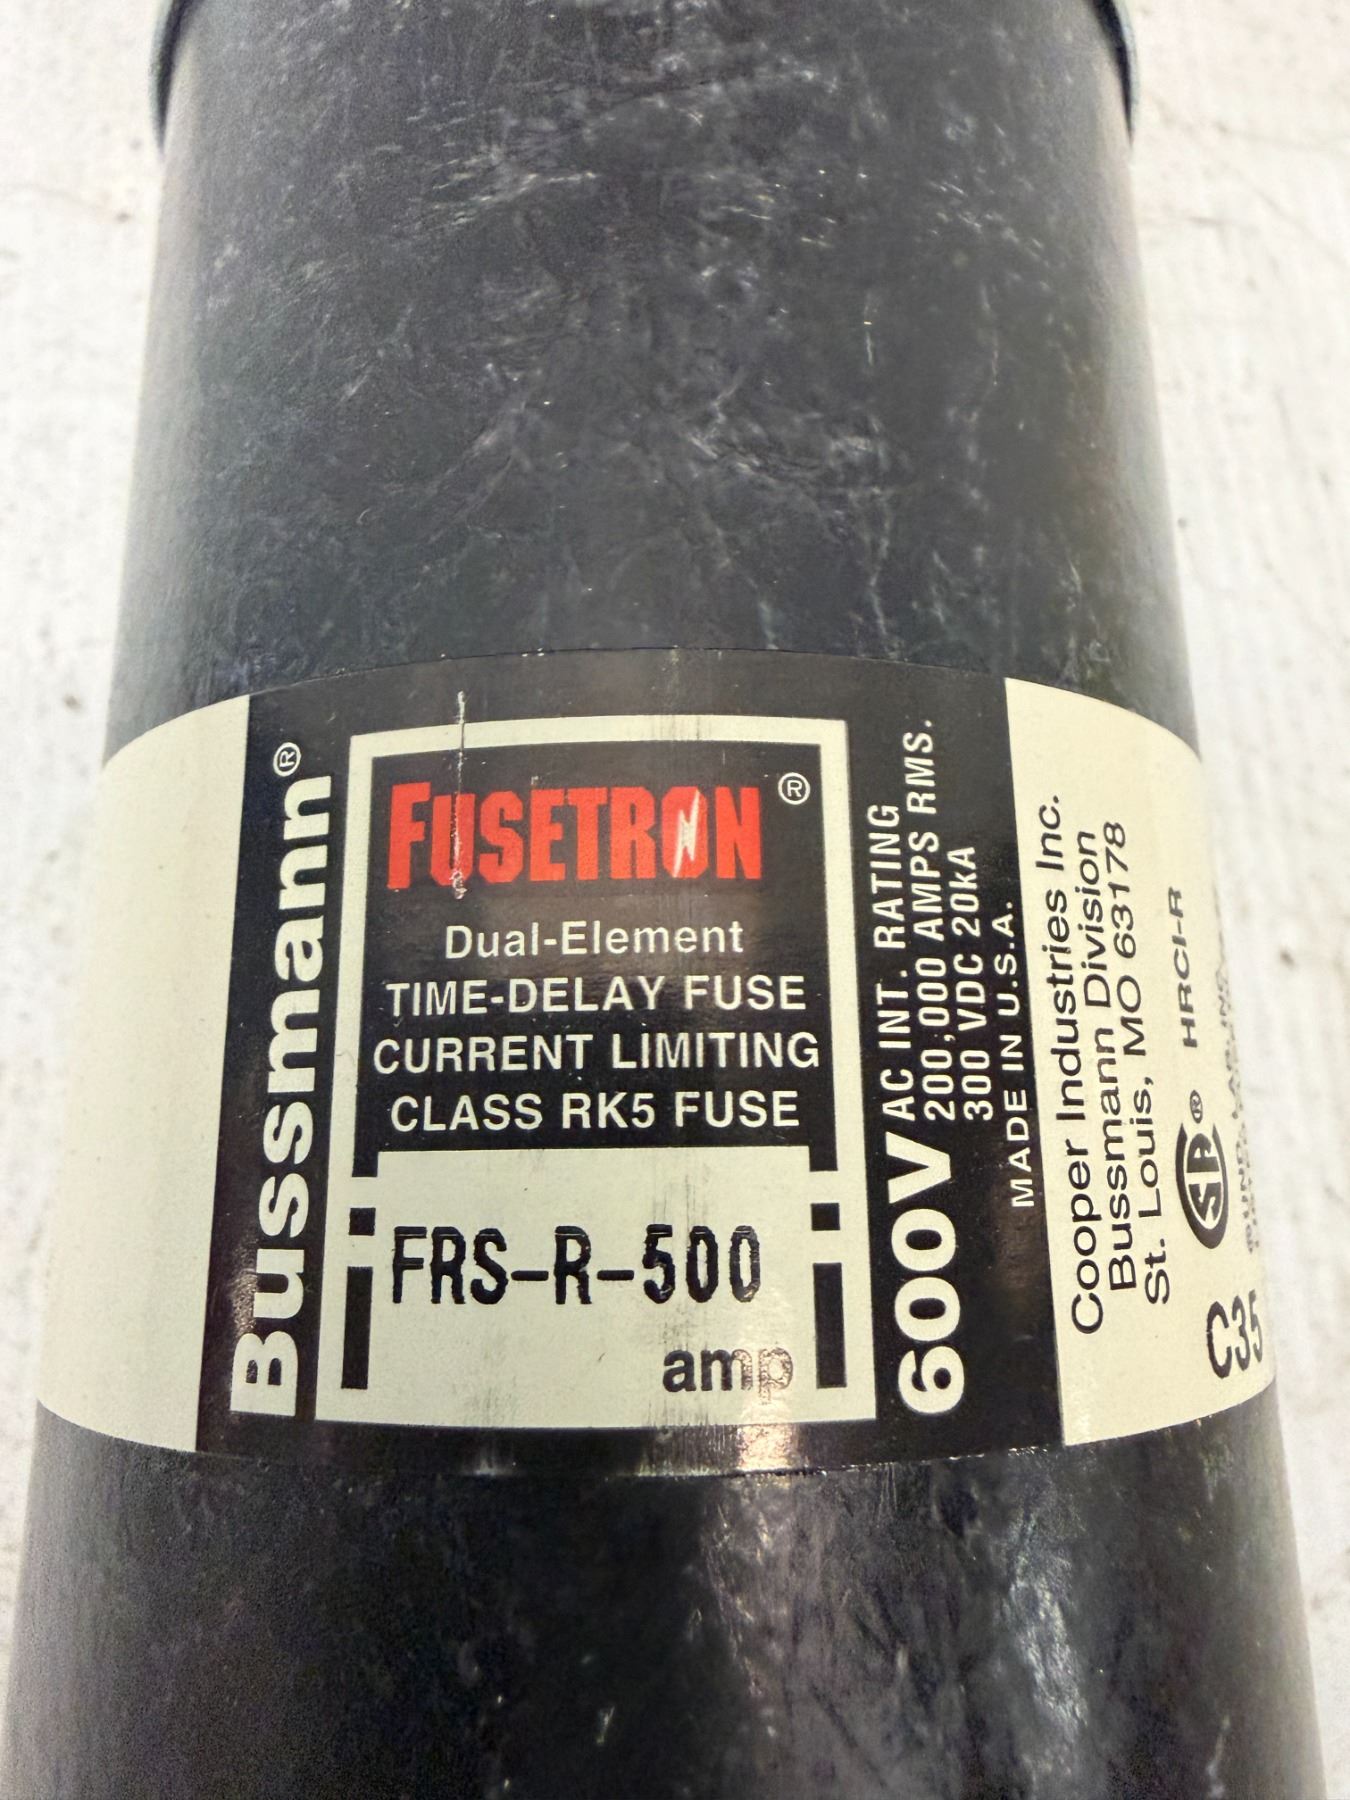 Bussmann®
FUSETRON®
Dual-Element
TIME-DELAY FUSE
CURRENT LIMITING
CLASS RK5 FUSE
FRS-R-500
amp
600V AC INT. RATING
200,000 AMPS RMS.
300 VDC 20kA
MADE IN U.S.A.
Cooper Industries Inc.
Bussmann Division
St. Louis, MO 63178
SA® HRCI-R
C35